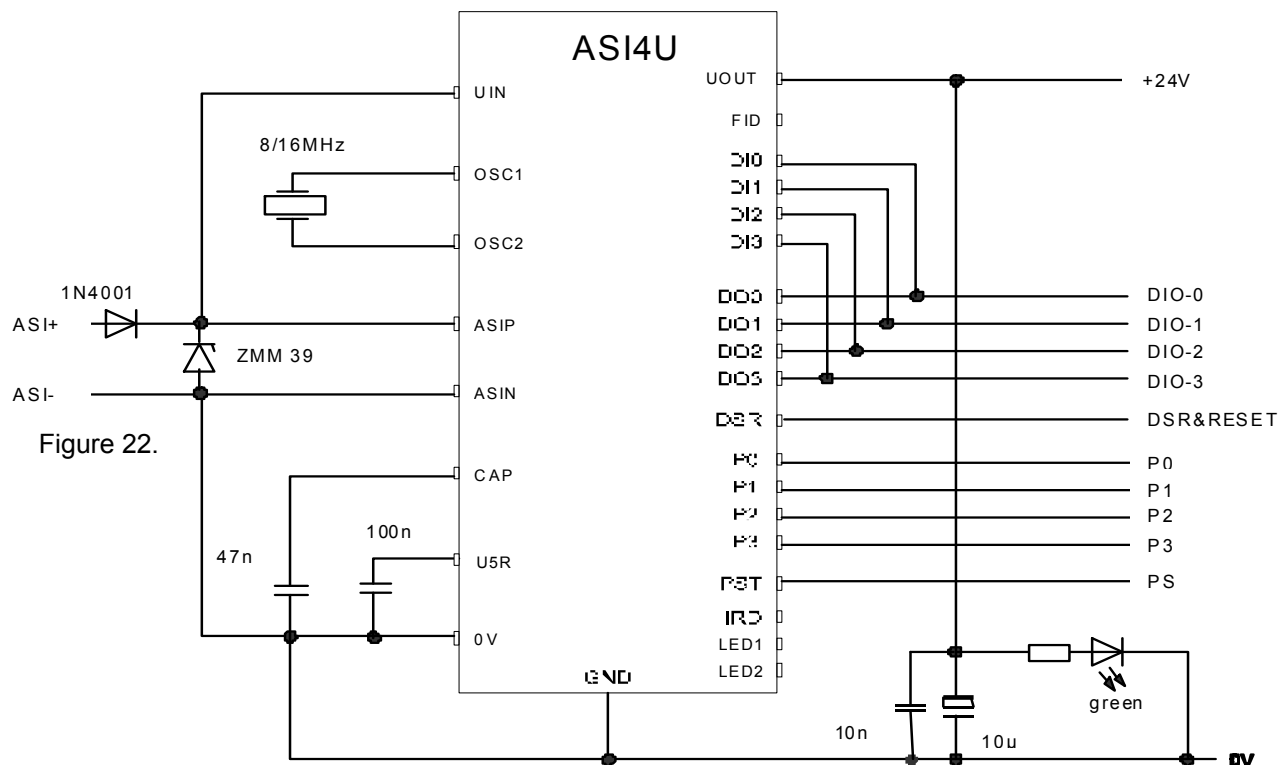 ASI4U
UIN
UOUT
+24V
FID
8/16MHz
OSC1
OSC2
DI0
DI1
DI2
DI3
1N4001
ASI+
ASIP
ZMM 39
ASI-
ASIN
DO0
DIO-0
DO1
DIO-1
DO2
DIO-2
DO3
DIO-3
DSR
DSR&RESET
Figure 22.
CAP
P0
P0
P1
P1
P2
P2
P3
P3
47n
100n
U5R
PST
PS
IRD
0V
LED1
LED2
GND
green
10n
10µ
0V